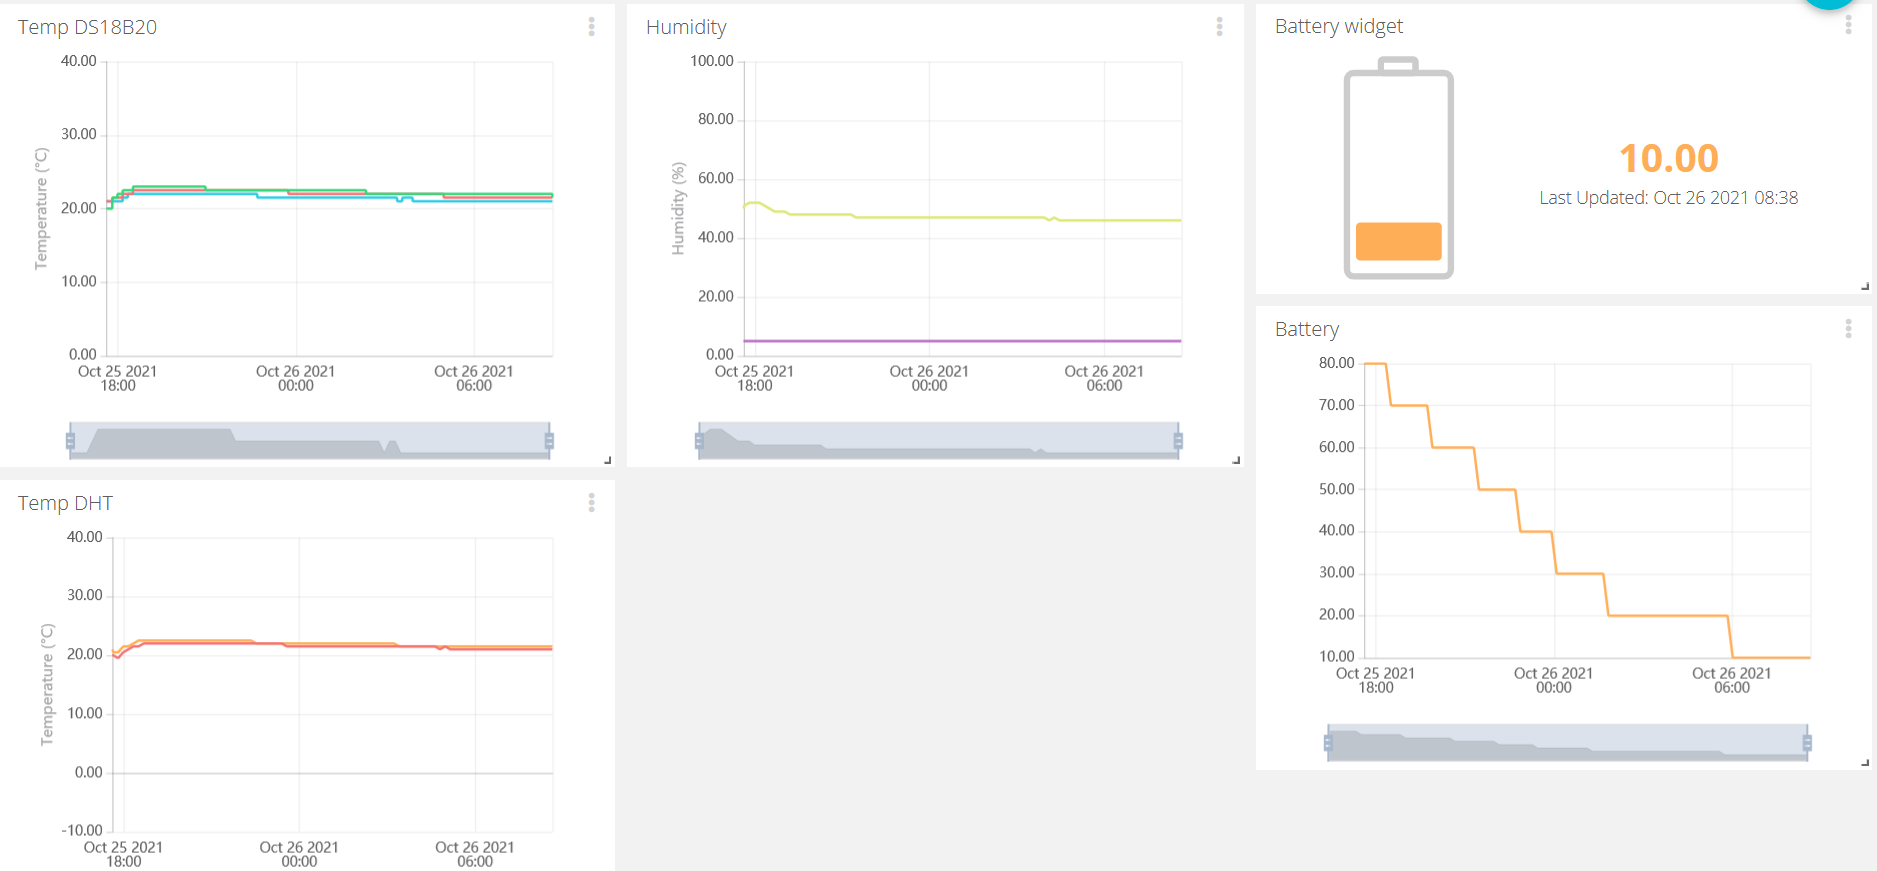 Temp DS18B20
40.00
30.00
20.00
10.00
0.00
Temperature (°C)
Oct 25 2021
18:00
Oct 26 2021
00:00
Oct 26 2021
06:00
Humidity
100.00
80.00
60.00
40.00
20.00
0.00
Humidity (%)
Oct 25 2021
18:00
Oct 26 2021
00:00
Oct 26 2021
06:00
Battery widget
10.00
Last Updated: Oct 26 2021 08:38
Battery
80.00
70.00
60.00
50.00
40.00
30.00
20.00
10.00
Oct 25 2021
18:00
Oct 26 2021
00:00
Oct 26 2021
06:00
Temp DHT
40.00
30.00
20.00
10.00
0.00
-10.00
Temperature (°C)
Oct 25 2021
18:00
Oct 26 2021
00:00
Oct 26 2021
06:00